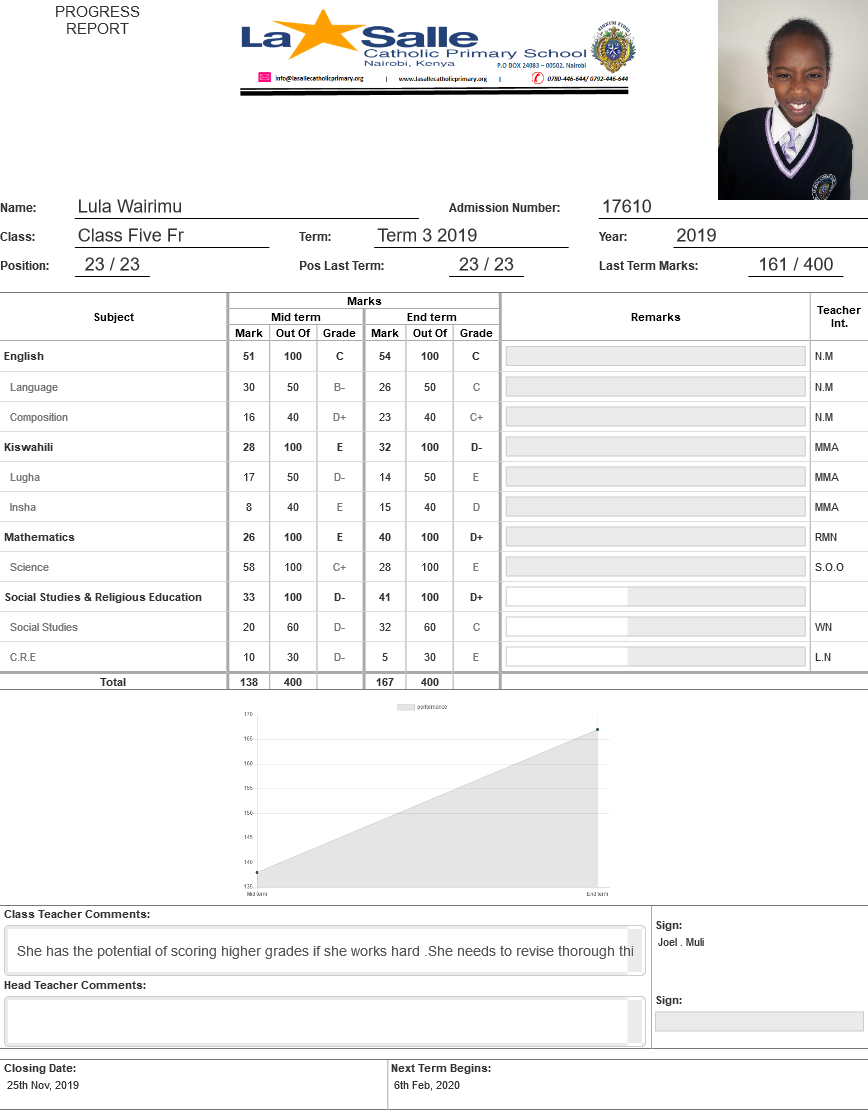 PROGRESS
REPORT
La Salle
Catholic Primary School
Nairobi, Kenya
P.O BOX 24083 – 00502, Nairobi
info@lasallecatholicprimary.org | www.lasallecatholicprimary.org | 0780-446-644/ 0792-446-644
Name: Lula Wairimu Admission Number: 17610
Class: Class Five Fr Term: Term 3 2019 Year: 2019
Position: 23 / 23 Pos Last Term: 23 / 23 Last Term Marks: 161 / 400
Marks
Subject Mid term End term Remarks Teacher Int.
Mark Out Of Grade Mark Out Of Grade
English 51 100 C 54 100 C N.M
Language 30 50 B- 26 50 C N.M
Composition 16 40 D+ 23 40 C+ N.M
Kiswahili 28 100 E 32 100 D- MMA
Lugha 17 50 D- 14 50 E MMA
Insha 8 40 E 15 40 D MMA
Mathematics 26 100 E 40 100 D+ RMN
Science 58 100 C+ 28 100 E S.O.O
Social Studies & Religious Education 33 100 D- 41 100 D+
Social Studies 20 60 D- 32 60 C WN
C.R.E 10 30 D- 5 30 E L.N
Total 138 400 167 400
performance
170
165
160
155
150
145
140
135
Mid term End term
Class Teacher Comments:
She has the potential of scoring higher grades if she works hard .She needs to revise thorough thi
Sign:
Joel . Muli
Head Teacher Comments:
Sign:
Closing Date: Next Term Begins:
25th Nov, 2019 6th Feb, 2020